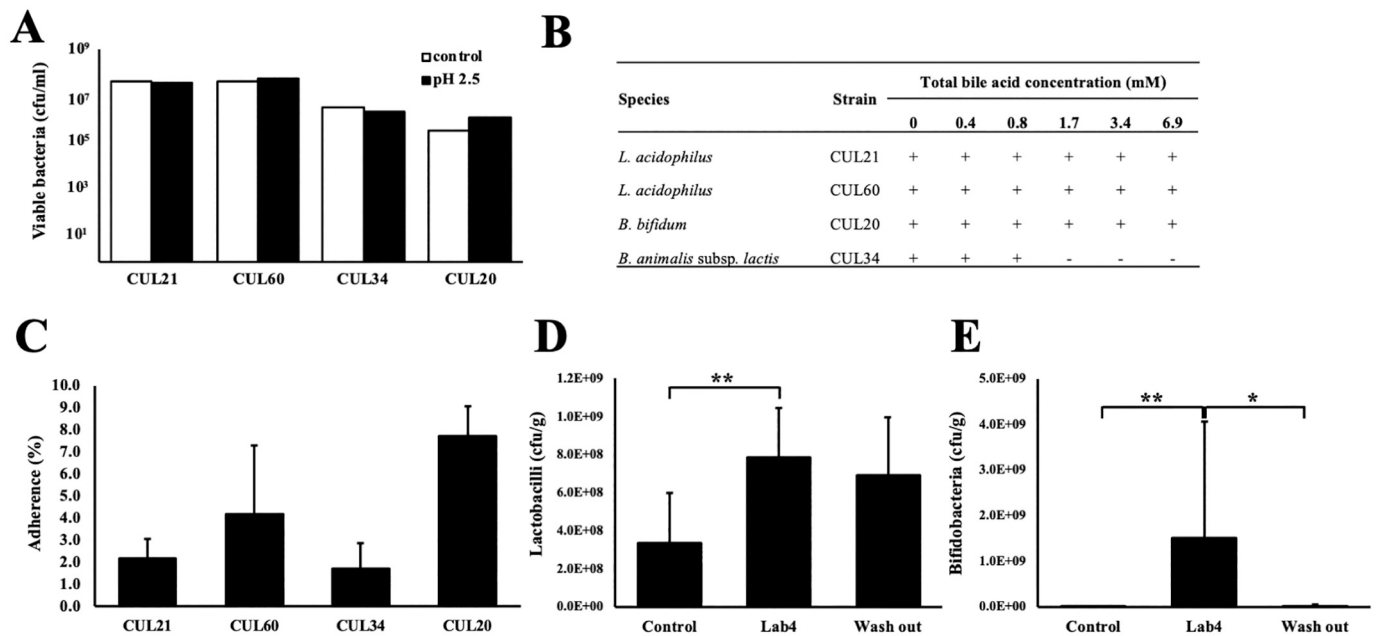 A
Viable bacteria (cfu/ml)
10⁹
10⁷
10⁵
10³
10¹
control
pH 2.5
CUL21 CUL60 CUL34 CUL20
B
Species Strain Total bile acid concentration (mM)
0 0.4 0.8 1.7 3.4 6.9
L. acidophilus CUL21 + + + + + +
L. acidophilus CUL60 + + + + + +
B. bifidum CUL20 + + + + + +
B. animalis subsp. lactis CUL34 + + + - - -
C
Adherence (%)
10.0
9.0
8.0
7.0
6.0
5.0
4.0
3.0
2.0
1.0
0.0
CUL21 CUL60 CUL34 CUL20
D
Lactobacilli (cfu/g)
1.2E+09
1.0E+09
8.0E+08
6.0E+08
4.0E+08
2.0E+08
0.0E+00
**
Control Lab4 Wash out
E
Bifidobacteria (cfu/g)
5.0E+09
4.0E+09
3.0E+09
2.0E+09
1.0E+09
0.0E+00
** *
Control Lab4 Wash out